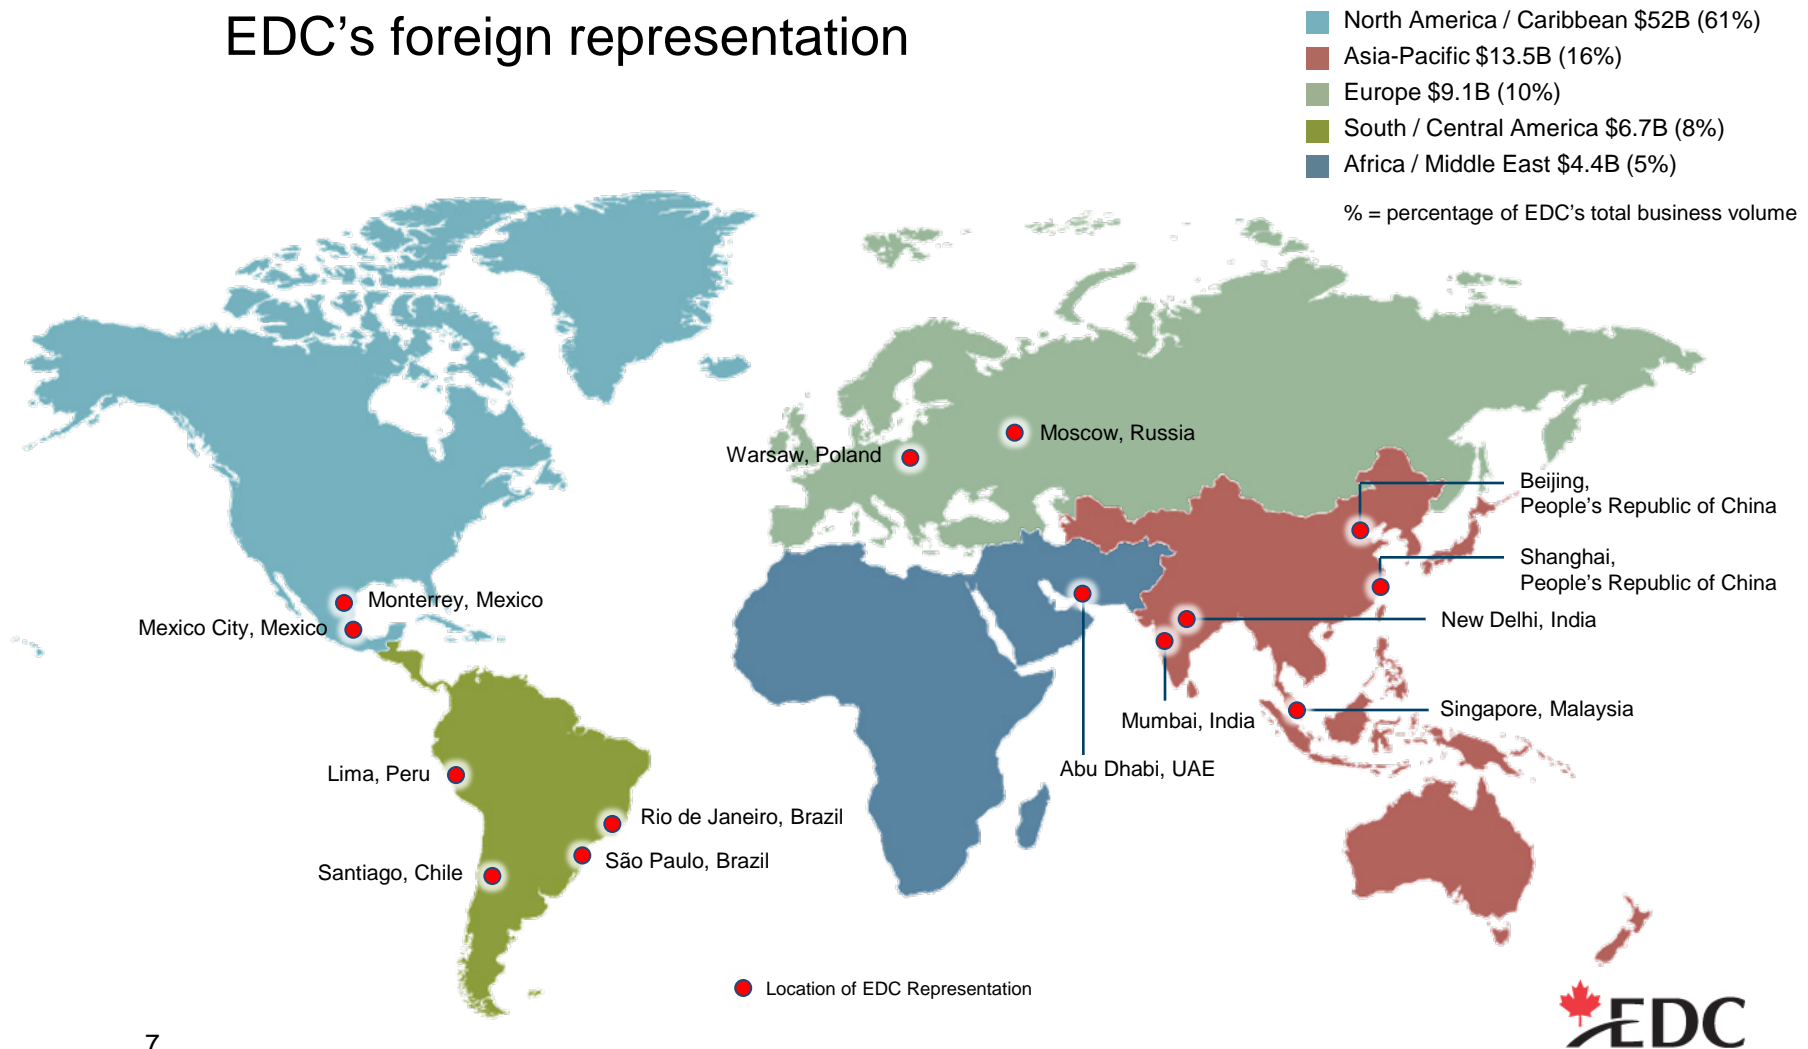 EDC's foreign representation
North America / Caribbean $52B (61%)
Asia-Pacific $13.5B (16%)
Europe $9.1B (10%)
South / Central America $6.7B (8%)
Africa / Middle East $4.4B (5%)
% = percentage of EDC's total business volume
Moscow, Russia
Warsaw, Poland
Beijing,
People's Republic of China
Shanghai,
People's Republic of China
Monterrey, Mexico
Mexico City, Mexico
New Delhi, India
Singapore, Malaysia
Mumbai, India
Abu Dhabi, UAE
Lima, Peru
Rio de Janeiro, Brazil
São Paulo, Brazil
Santiago, Chile
Location of EDC Representation
EDC
7